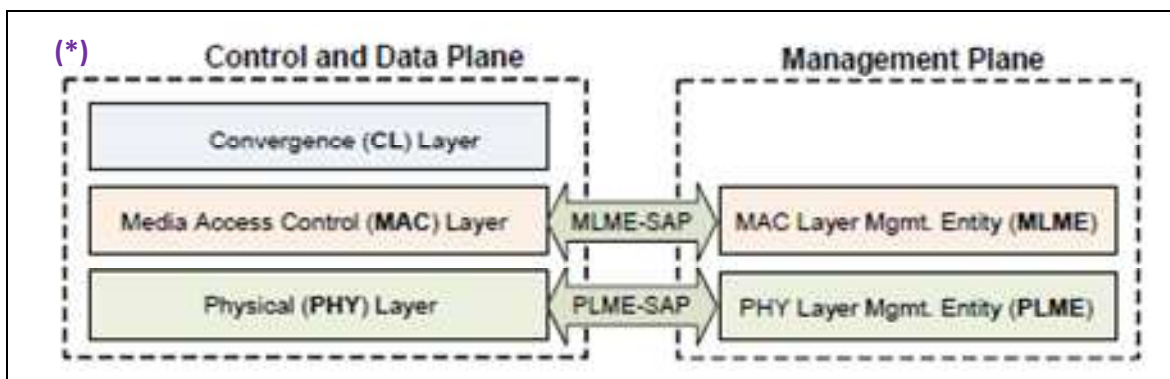 (*)
Control and Data Plane
Management Plane
Convergence (CL) Layer
Media Access Control (MAC) Layer
MLME-SAP
MAC Layer Mgmt. Entity (MLME)
Physical (PHY) Layer
PLME-SAP
PHY Layer Mgmt. Entity (PLME)